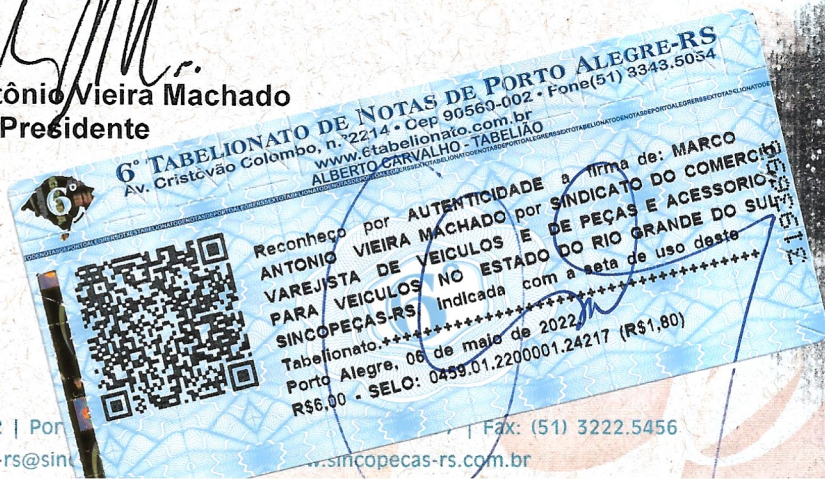 tônio Vieira Machado
Presidente
6° TABELIONATO DE NOTAS DE PORTO ALEGRE-RS
Av. Cristóvão Colombo, n.°2214 • Cep 90560-002 • Fone(51) 3343.5054
www.6tabelionato.com.br
ALBERTO CARVALHO - TABELIÃO
6°
Reconheço por AUTENTICIDADE a firma de: MARCO
ANTONIO VIEIRA MACHADO por SINDICATO DO COMERCIO
VAREJISTA DE VEICULOS E DE PEÇAS E ACESSORIOS
PARA VEICULOS NO ESTADO DO RIO GRANDE DO SUL
SINCOPEÇAS-RS, indicada com a seta de uso deste
Tabelionato.++++++++++++++++++++++++++++++++++++
Porto Alegre, 06 de maio de 2022
R$6,00 - SELO: 0459.01.2200001.24217 (R$1,80)
| Por
| Fax: (51) 3222.5456
-rs@sin
.sincopecas-rs.com.br